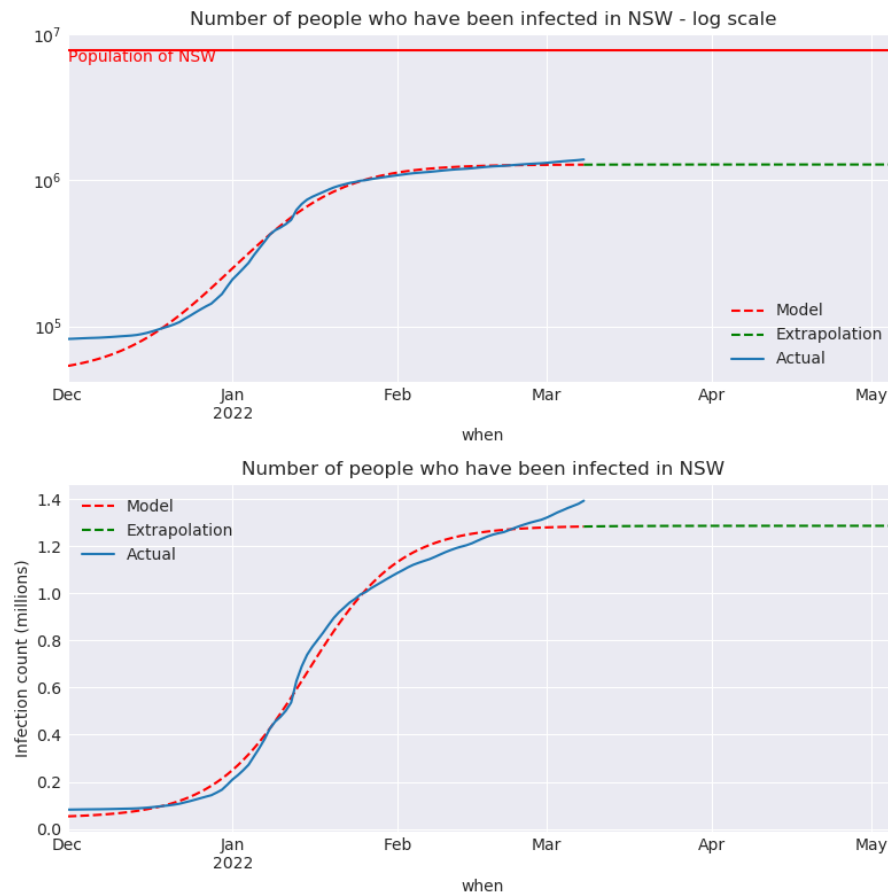 Number of people who have been infected in NSW - log scale
10⁷
Population of NSW
10⁶
10⁵
Model
Extrapolation
Actual
Dec Jan Feb Mar Apr May
2022
when
Number of people who have been infected in NSW
1.4
1.2
1.0
0.8
0.6
0.4
0.2
0.0
Infection count (millions)
Model
Extrapolation
Actual
Dec Jan Feb Mar Apr May
2022
when